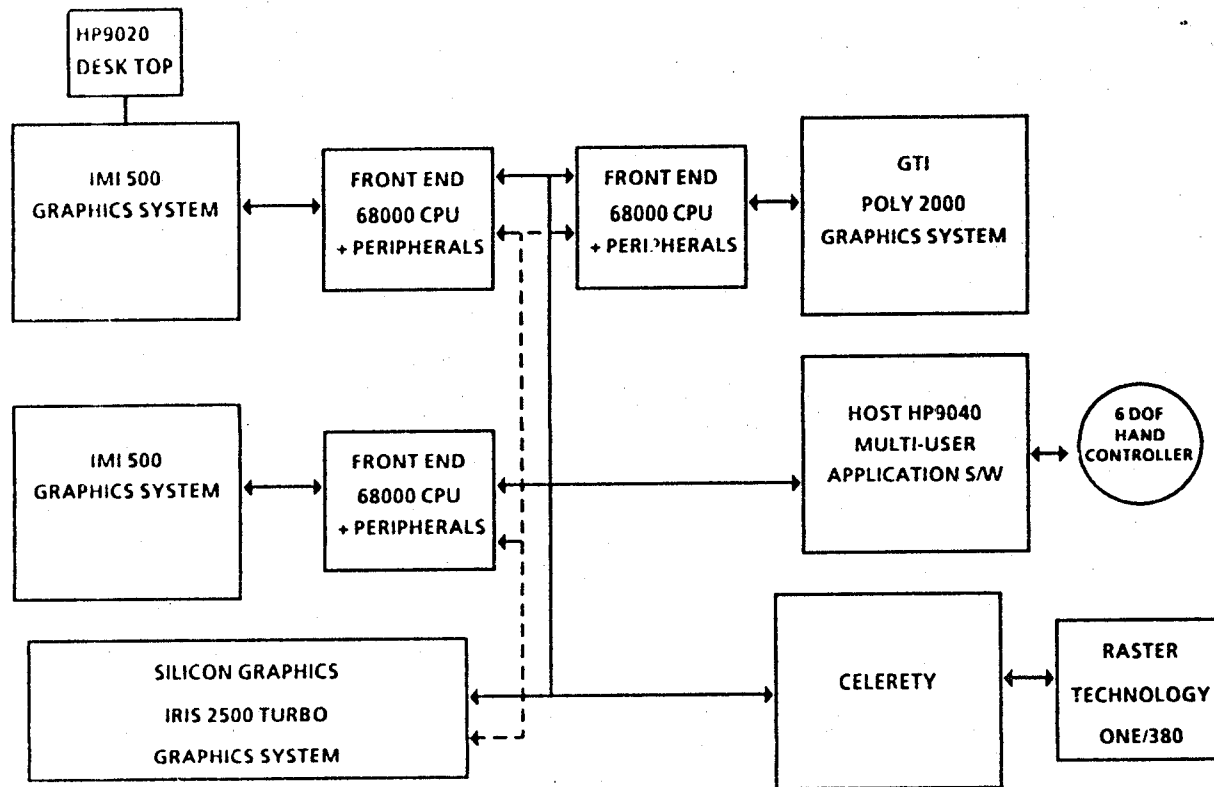 HP9020
DESK TOP
IMI 500
GRAPHICS SYSTEM
FRONT END
68000 CPU
+ PERIPHERALS
FRONT END
68000 CPU
+ PERIPHERALS
GTI
POLY 2000
GRAPHICS SYSTEM
IMI 500
GRAPHICS SYSTEM
FRONT END
68000 CPU
+ PERIPHERALS
HOST HP9040
MULTI-USER
APPLICATION S/W
6 DOF
HAND
CONTROLLER
SILICON GRAPHICS
IRIS 2500 TURBO
GRAPHICS SYSTEM
CELERETY
RASTER
TECHNOLOGY
ONE/380